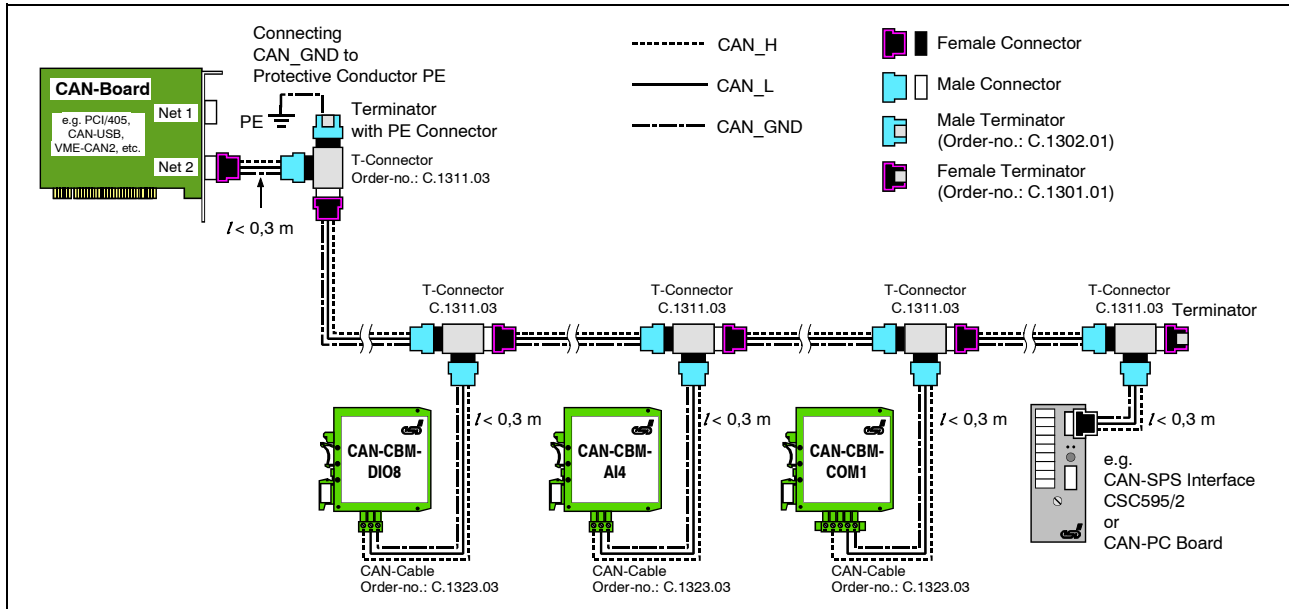 Connecting
CAN_GND to
Protective Conductor PE
CAN-Board
e.g. PCI/405,
CAN-USB,
VME-CAN2, etc.
Net 1
Net 2
PE
Terminator
with PE Connector
T-Connector
Order-no.: C.1311.03
l < 0,3 m
CAN_H
CAN_L
CAN_GND
Female Connector
Male Connector
Male Terminator
(Order-no.: C.1302.01)
Female Terminator
(Order-no.: C.1301.01)
T-Connector
C.1311.03
T-Connector
C.1311.03
T-Connector
C.1311.03
T-Connector
C.1311.03
Terminator
esd
CAN-CBM-
DIO8
l < 0,3 m
CAN-Cable
Order-no.: C.1323.03
esd
CAN-CBM-
AI4
l < 0,3 m
CAN-Cable
Order-no.: C.1323.03
esd
CAN-CBM-
COM1
l < 0,3 m
CAN-Cable
Order-no.: C.1323.03
l < 0,3 m
e.g.
CAN-SPS Interface
CSC595/2
or
CAN-PC Board
esd